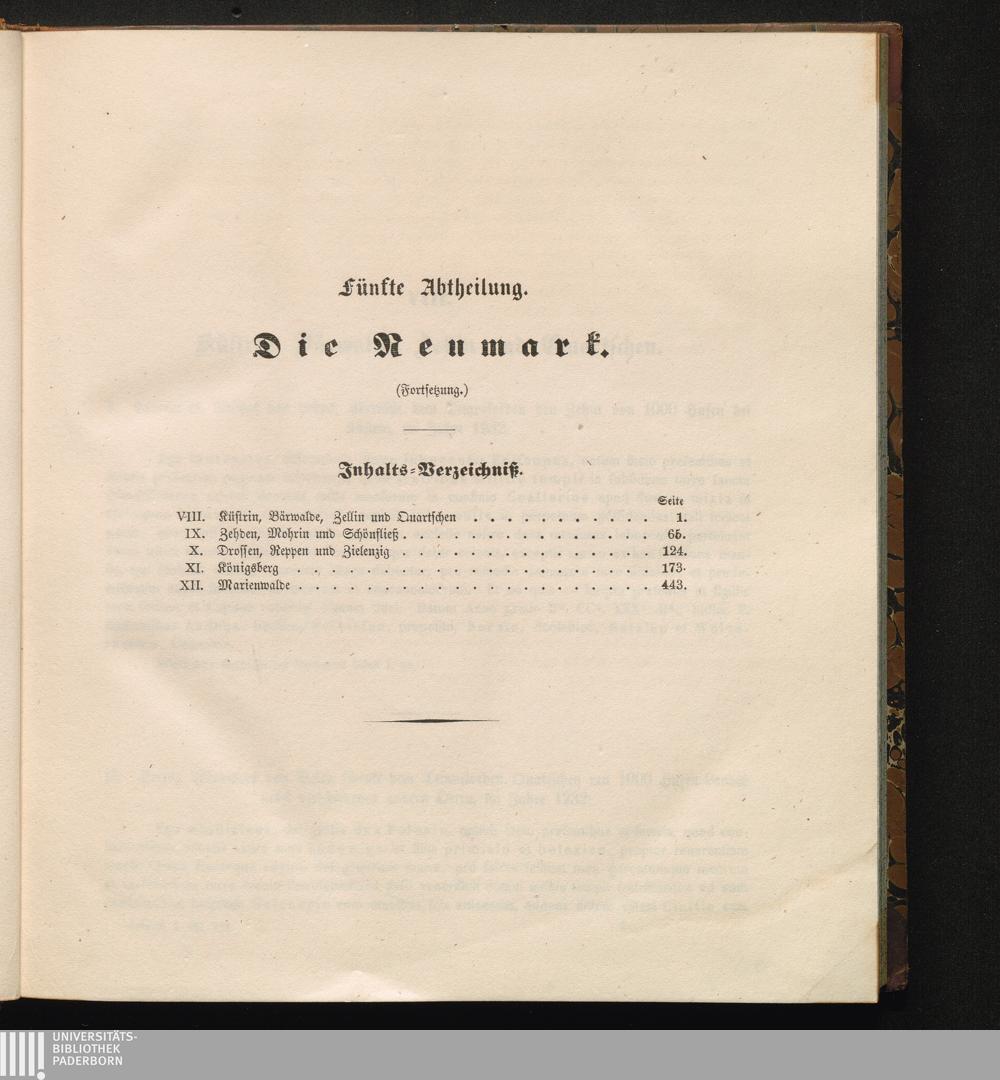 Fünfte Abtheilung.
Die Neumark.
(Fortsetzung.)
Inhalts-Verzeichniß.
Seite
VIII. Küstrin, Bärwalde, Zellin und Quartschen . . . . . . . . . . 1.
IX. Zehden, Mohrin und Schönfließ . . . . . . . . . . . . . 65.
X. Drossen, Reppen und Zielenzig . . . . . . . . . . . . . 124.
XI. Königsberg . . . . . . . . . . . . . . . . . . . 173.
XII. Marienwalde . . . . . . . . . . . . . . . . . . . 443.
UNIVERSITÄTS-
BIBLIOTHEK
PADERBORN